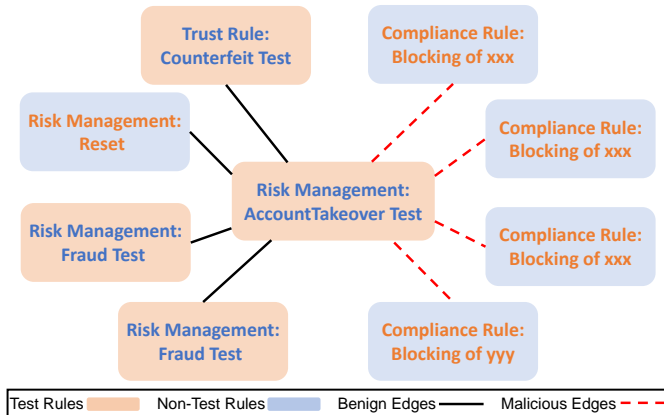 Trust Rule:
Counterfeit Test
Compliance Rule:
Blocking of xxx
Risk Management:
Reset
Compliance Rule:
Blocking of xxx
Risk Management:
AccountTakeover Test
Risk Management:
Fraud Test
Compliance Rule:
Blocking of xxx
Risk Management:
Fraud Test
Compliance Rule:
Blocking of yyy
Test Rules Non-Test Rules Benign Edges Malicious Edges